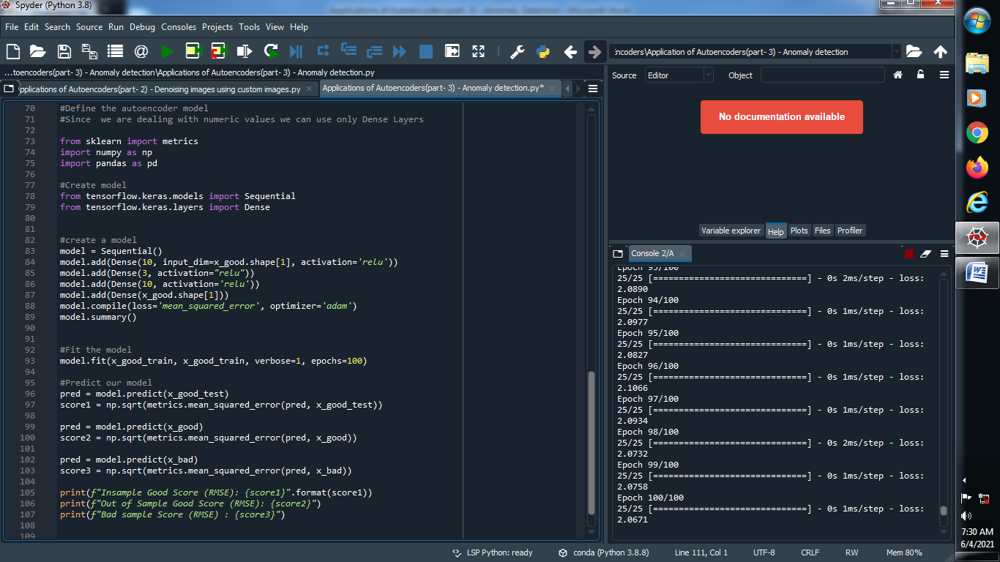 Spyder (Python 3.8)
File Edit Search Source Run Debug Consoles Projects Tools View Help
:ncoders\Application of Autoencoders(part- 3) - Anomaly detection
...toencoders(part- 3) - Anomaly detection\Applications of Autoencoders(part- 3) - Anomaly detection.py
pplications of Autoencoders(part- 2) - Denoising images using custom images.py
Applications of Autoencoders(part- 3) - Anomaly detection.py*
70 #Define the autoencoder model
71 #Since  we are dealing with numeric values we can use only Dense Layers
72
73 from sklearn import metrics
74 import numpy as np
75 import pandas as pd
76
77 #Create model
78 from tensorflow.keras.models import Sequential
79 from tensorflow.keras.layers import Dense
80
81
82 #create a model
83 model = Sequential()
84 model.add(Dense(10, input_dim=x_good.shape[1], activation='relu'))
85 model.add(Dense(3, activation="relu"))
86 model.add(Dense(10, activation='relu'))
87 model.add(Dense(x_good.shape[1]))
88 model.compile(loss='mean_squared_error', optimizer='adam')
89 model.summary()
90
91
92 #Fit the model
93 model.fit(x_good_train, x_good_train, verbose=1, epochs=100)
94
95 #Predict our model
96 pred = model.predict(x_good_test)
97 score1 = np.sqrt(metrics.mean_squared_error(pred, x_good_test))
98
99 pred = model.predict(x_good)
100 score2 = np.sqrt(metrics.mean_squared_error(pred, x_good))
101
102 pred = model.predict(x_bad)
103 score3 = np.sqrt(metrics.mean_squared_error(pred, x_bad))
104
105 print(f"Insample Good Score (RMSE): {score1}".format(score1))
106 print(f"Out of Sample Good Score (RMSE): {score2}")
107 print(f"Bad sample Score (RMSE) : {score3}")
108
109
Source Editor Object
No documentation available
Variable explorer Help Plots Files Profiler
Console 2/A
Epoch 93/100
25/25 [==============================] - 0s 2ms/step - loss:
2.0890
Epoch 94/100
25/25 [==============================] - 0s 1ms/step - loss:
2.0977
Epoch 95/100
25/25 [==============================] - 0s 1ms/step - loss:
2.0827
Epoch 96/100
25/25 [==============================] - 0s 1ms/step - loss:
2.1066
Epoch 97/100
25/25 [==============================] - 0s 1ms/step - loss:
2.0934
Epoch 98/100
25/25 [==============================] - 0s 2ms/step - loss:
2.0732
Epoch 99/100
25/25 [==============================] - 0s 1ms/step - loss:
2.0758
Epoch 100/100
25/25 [==============================] - 0s 1ms/step - loss:
2.0671
LSP Python: ready conda (Python 3.8.8) Line 111, Col 1 UTF-8 CRLF RW Mem 80%
7:30 AM
6/4/2021